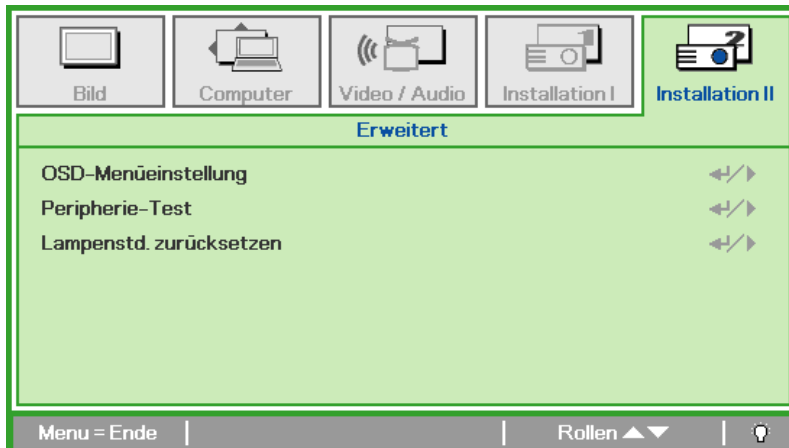 Bild
Computer
Video / Audio
Installation I
Installation II
Erweitert
OSD-Menüeinstellung
Peripherie-Test
Lampenstd. zurücksetzen
Menu = Ende
Rollen